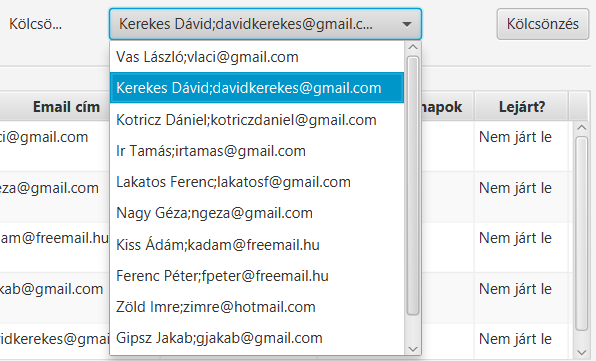 Kölcsö... Kerekes Dávid;davidkerekes@gmail.c... Kölcsönzés
Vas László;vlaci@gmail.com
Kerekes Dávid;davidkerekes@gmail.com
Email cím napok Lejárt?
Kotricz Dániel;kotriczdaniel@gmail.com
ci@gmail.com Nem járt le
Ir Tamás;irtamas@gmail.com
Lakatos Ferenc;lakatosf@gmail.com
eza@gmail.com Nem járt le
Nagy Géza;ngeza@gmail.com
am@freemail.hu Kiss Ádám;kadam@freemail.hu Nem járt le
Ferenc Péter;fpeter@freemail.hu
kab@gmail.com Nem járt le
Zöld Imre;zimre@hotmail.com
vidkerekes@gmail.com Gipsz Jakab;gjakab@gmail.com Nem járt le